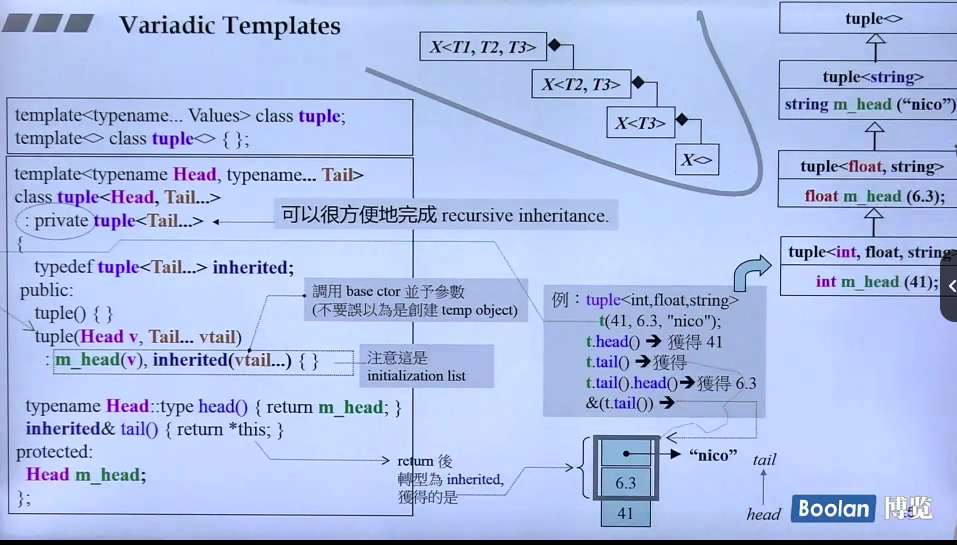 Variadic Templates
X<T1, T2, T3>
X<T2, T3>
X<T3>
X<>
tuple<>
tuple<string>
string m_head (“nico”)
tuple<float, string>
float m_head (6.3);
tuple<int, float, string>
int m_head (41);
template<typename... Values> class tuple;
template<> class tuple<> { };
template<typename Head, typename... Tail>
class tuple<Head, Tail...>
: private tuple<Tail...>
{
typedef tuple<Tail...> inherited;
public:
tuple() { }
tuple(Head v, Tail... vtail)
: m_head(v), inherited(vtail...) { }
typename Head::type head() { return m_head; }
inherited& tail() { return *this; }
protected:
Head m_head;
};
可以很方便地完成 recursive inheritance.
調用 base ctor 並予參數
(不要誤以為是創建 temp object)
注意這是
initialization list
例：tuple<int,float,string>
t(41, 6.3, "nico");
t.head() ➔ 獲得 41
t.tail() ➔獲得
t.tail().head()➔獲得 6.3
&(t.tail()) ➔
return 後
轉型為 inherited,
獲得的是
“nico”
6.3
41
tail
head
Boolan 博览